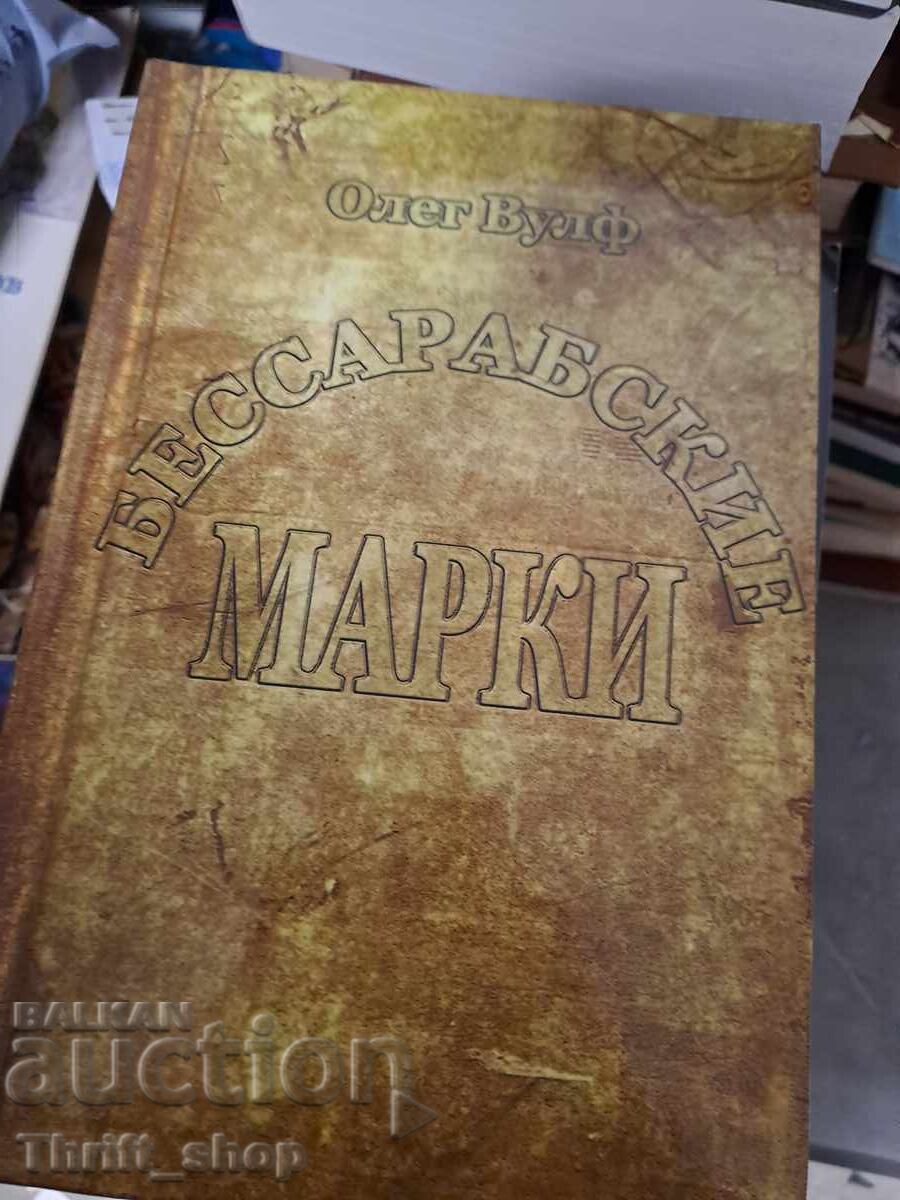 Олег Вулф
БЕССАРАБСКИЕ
МАРКИ
BALKAN
auction
Thrift_shop